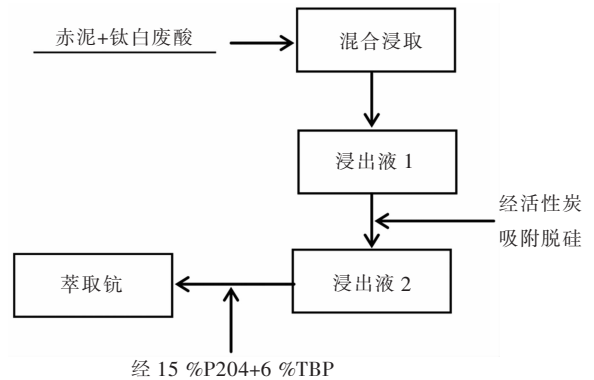 赤泥+钛白废酸
混合浸取
浸出液 1
经活性炭
吸附脱硅
萃取钪
浸出液 2
经 15 %P204+6 %TBP